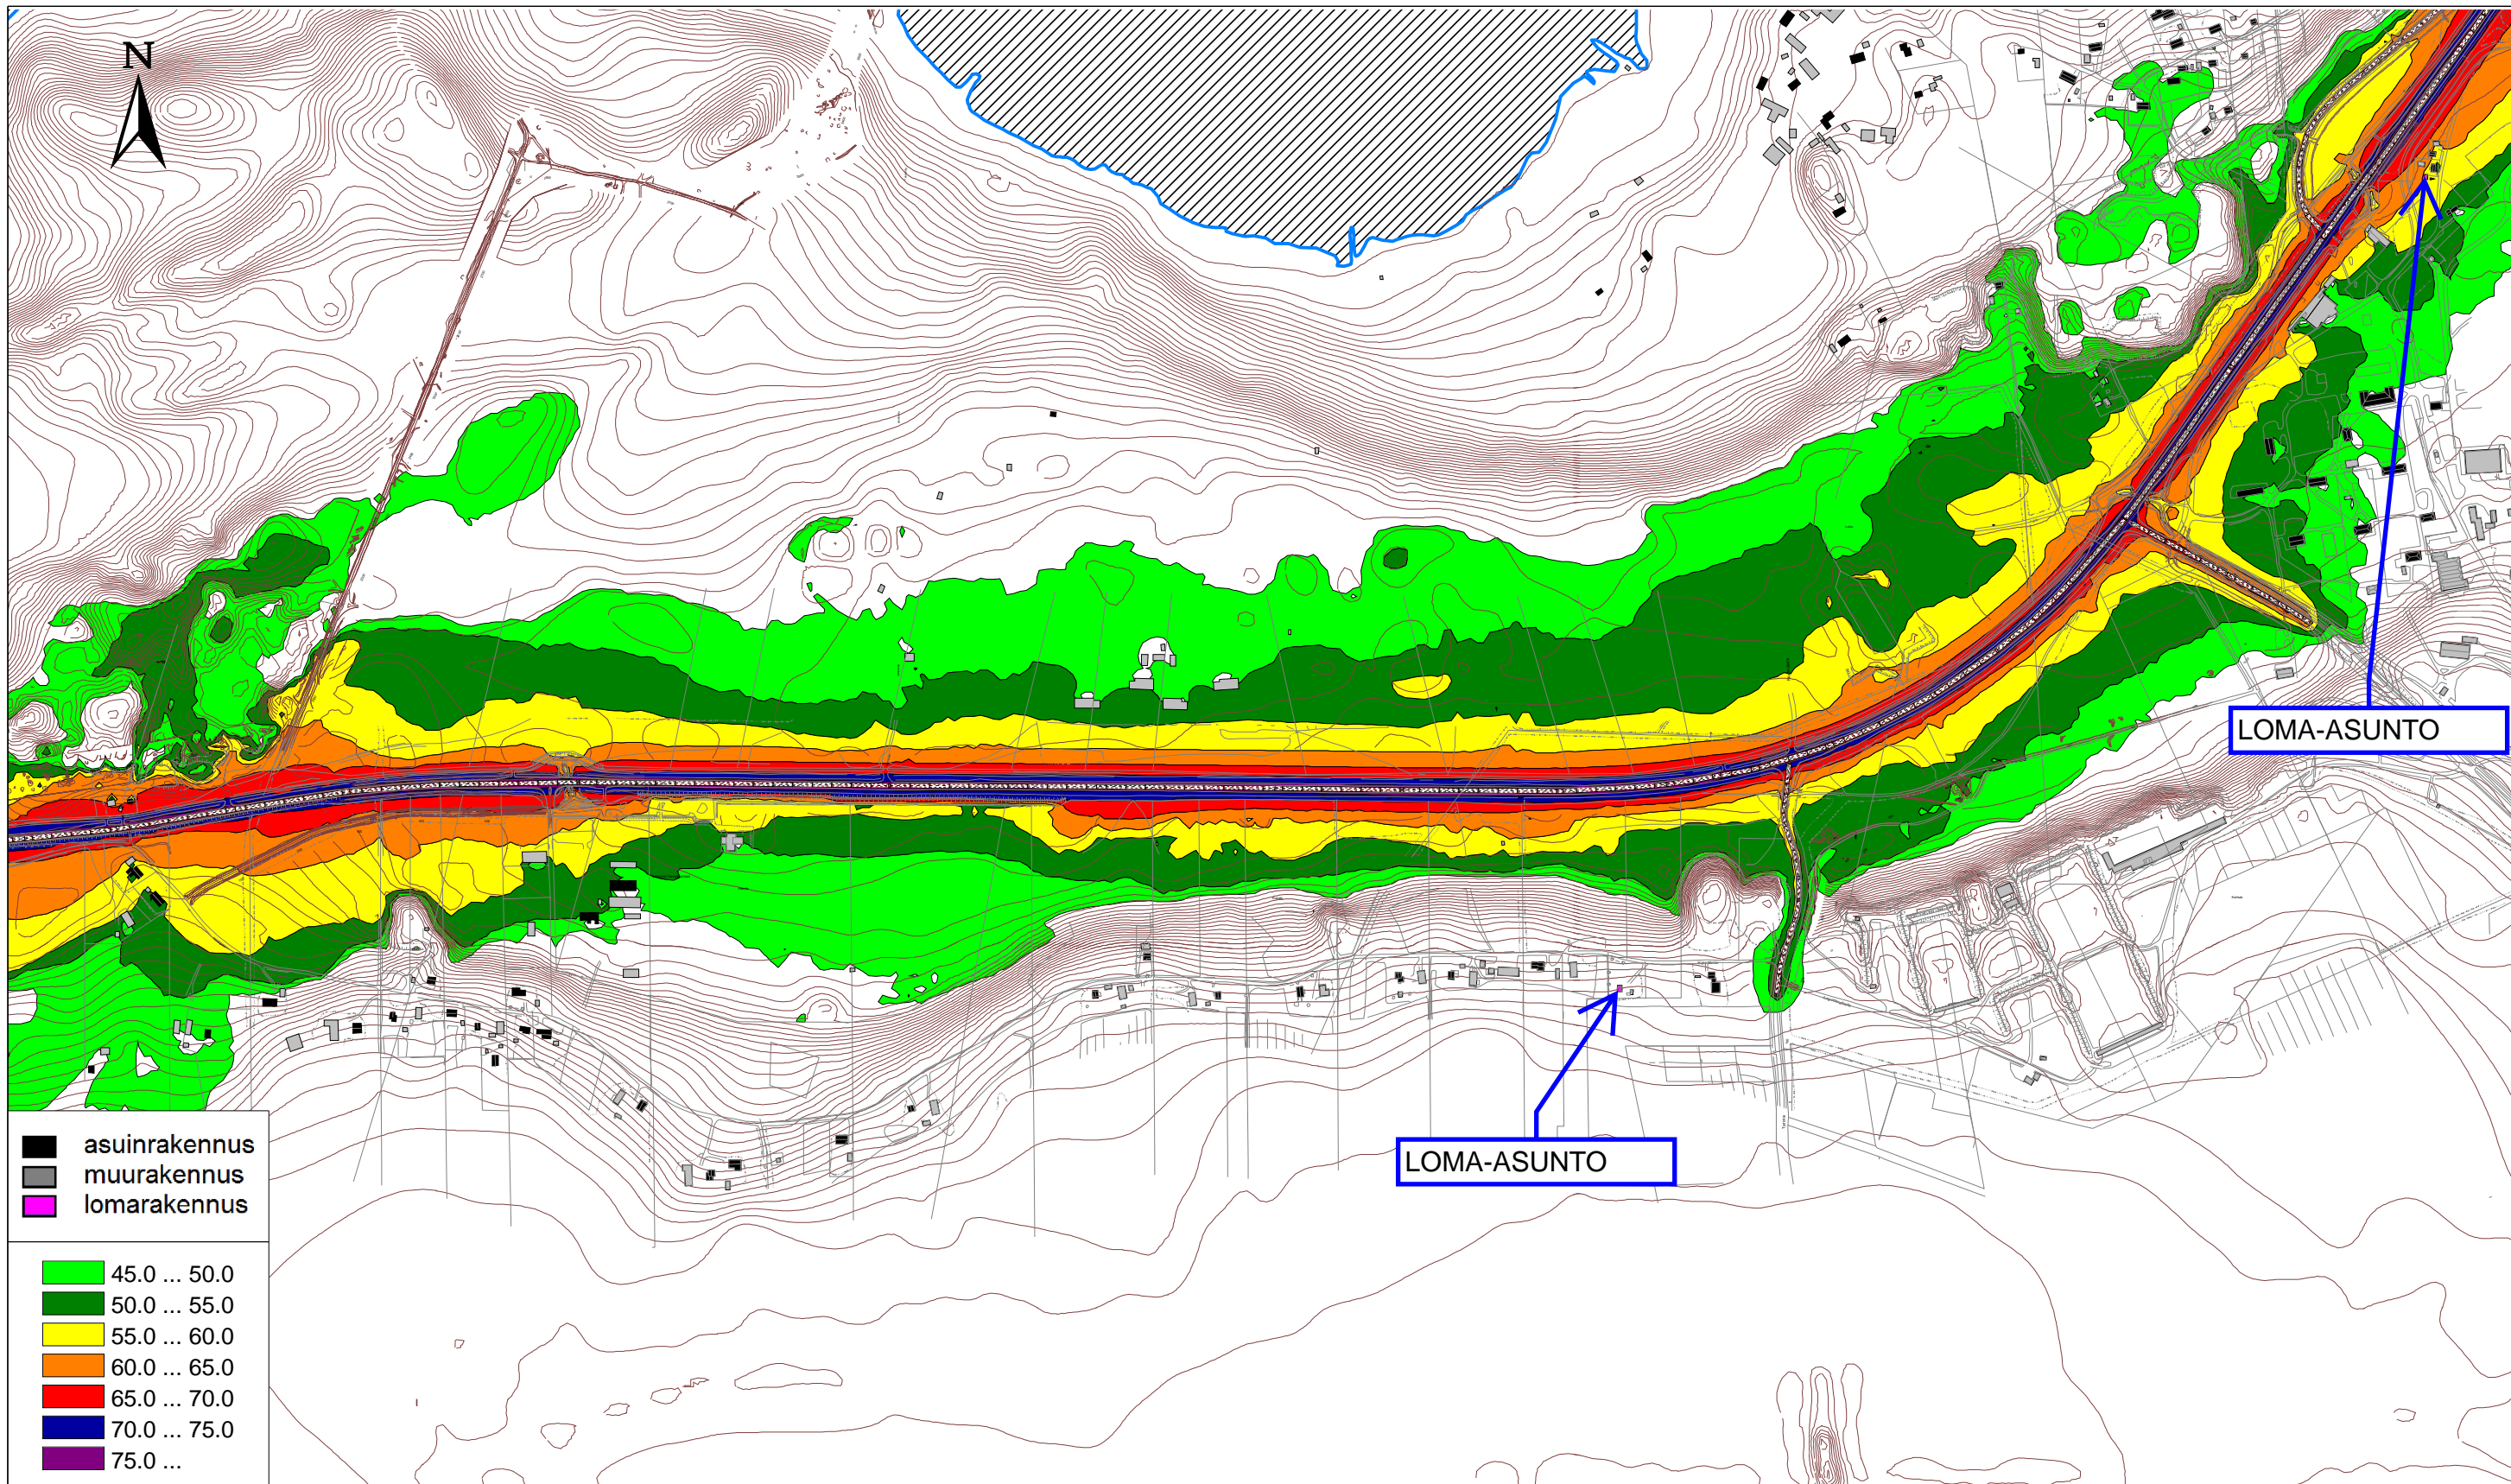 N
LOMA-ASUNTO
LOMA-ASUNTO
asuinrakennus
muurakennus
lomarakennus
45.0 ... 50.0
50.0 ... 55.0
55.0 ... 60.0
60.0 ... 65.0
65.0 ... 70.0
70.0 ... 75.0
75.0 ...